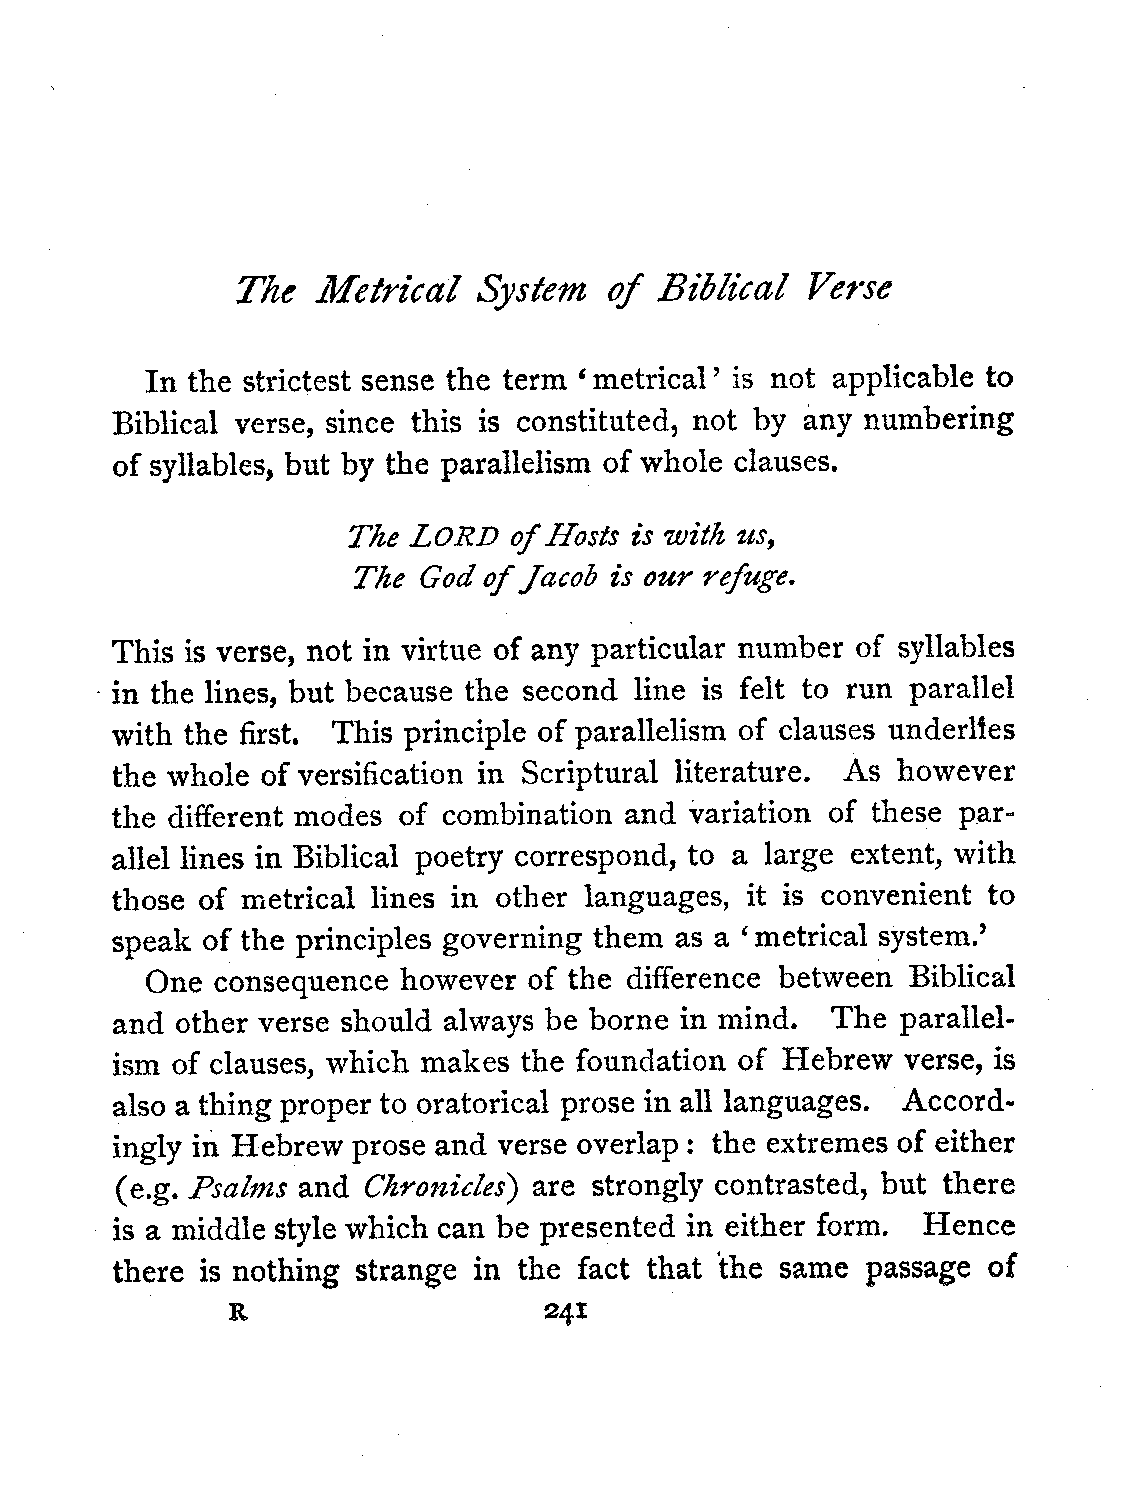 The Metrical System of Biblical Verse
In the strictest sense the term ‘metrical’ is not applicable to
Biblical verse, since this is constituted, not by any numbering
of syllables, but by the parallelism of whole clauses.
The LORD of Hosts is with us,
The God of Jacob is our refuge.
This is verse, not in virtue of any particular number of syllables
in the lines, but because the second line is felt to run parallel
with the first. This principle of parallelism of clauses underlies
the whole of versification in Scriptural literature. As however
the different modes of combination and variation of these par-
allel lines in Biblical poetry correspond, to a large extent, with
those of metrical lines in other languages, it is convenient to
speak of the principles governing them as a ‘metrical system.’
One consequence however of the difference between Biblical
and other verse should always be borne in mind. The parallel-
ism of clauses, which makes the foundation of Hebrew verse, is
also a thing proper to oratorical prose in all languages. Accord-
ingly in Hebrew prose and verse overlap: the extremes of either
(e.g. Psalms and Chronicles) are strongly contrasted, but there
is a middle style which can be presented in either form. Hence
there is nothing strange in the fact that the same passage of
R 241